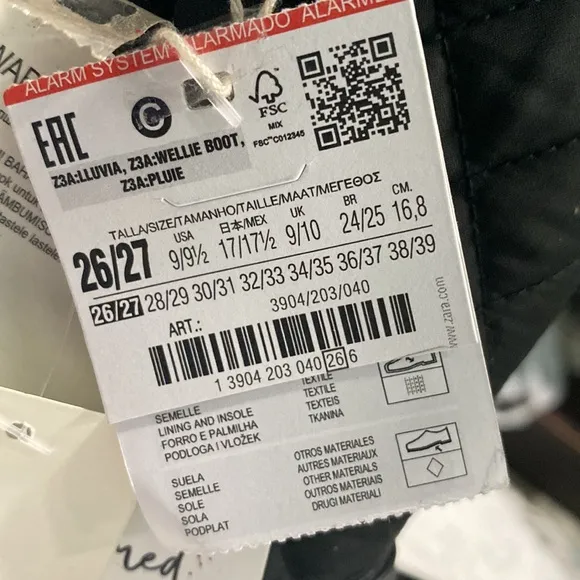 ALARM SYSTEM ALARMADO ALARME
EAC
FSC
MIX
FSC™C012345
Z3A:LLUVIA, Z3A:WELLIE BOOT,
Z3A:PLUIE
TALLA/SIZE/TAMANHO/TAILLE/MAAT/ΜΕΓΕΘΟΣ
26/27
USA 日本/MEX UK BR CM.
9/9½ 17/17½ 9/10 24/25 16,8
26/27 28/29 30/31 32/33 34/35 36/37 38/39
3904/203/040
ART.:
1 3904 203 040 26 6
www.zara.com
SEMELLE
LINING AND INSOLE
FORRO E PALMILHA
PODLOGA I VLOŽEK
TEXTILE
TEXTILE
TEXTEIS
TKANINA
SUELA
SEMELLE
SOLE
SOLA
PODPLAT
OTROS MATERIALES
AUTRES MATERIAUX
OTHER MATERIALS
OUTROS MATERIAIS
DRUGI MATERIALI
red.